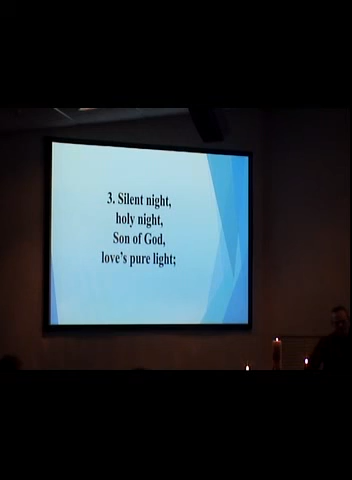 3. Silent night,
holy night,
Son of God,
love's pure light;